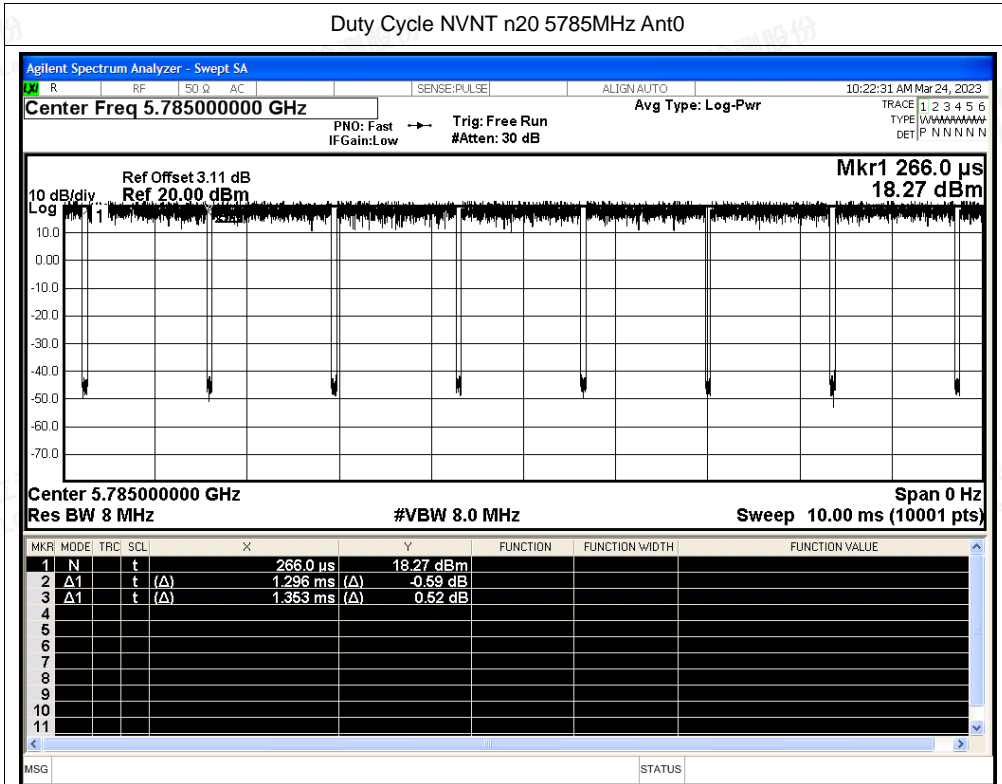 Duty Cycle NVNT n20 5785MHz Ant0
Agilent Spectrum Analyzer - Swept SA
LXI R RF 50 Ω AC SENSE:PULSE ALIGN AUTO 10:22:31 AM Mar 24, 2023
Center Freq 5.785000000 GHz Avg Type: Log-Pwr TRACE 1 2 3 4 5 6
PNO: Fast Trig: Free Run TYPE W
IFGain:Low #Atten: 30 dB DET P N N N N N
Mkr1 266.0 µs
Ref Offset 3.11 dB
10 dB/div Ref 20.00 dBm 18.27 dBm
Log
1
10.0
0.00
-10.0
-20.0
-30.0
-40.0
-50.0
-60.0
-70.0
Center 5.785000000 GHz Span 0 Hz
Res BW 8 MHz #VBW 8.0 MHz Sweep 10.00 ms (10001 pts)
MKR MODE TRC SCL X Y FUNCTION FUNCTION WIDTH FUNCTION VALUE
1 N t 266.0 µs 18.27 dBm
2 Δ1 t (Δ) 1.296 ms (Δ) -0.59 dB
3 Δ1 t (Δ) 1.353 ms (Δ) 0.52 dB
4
5
6
7
8
9
10
11
MSG STATUS